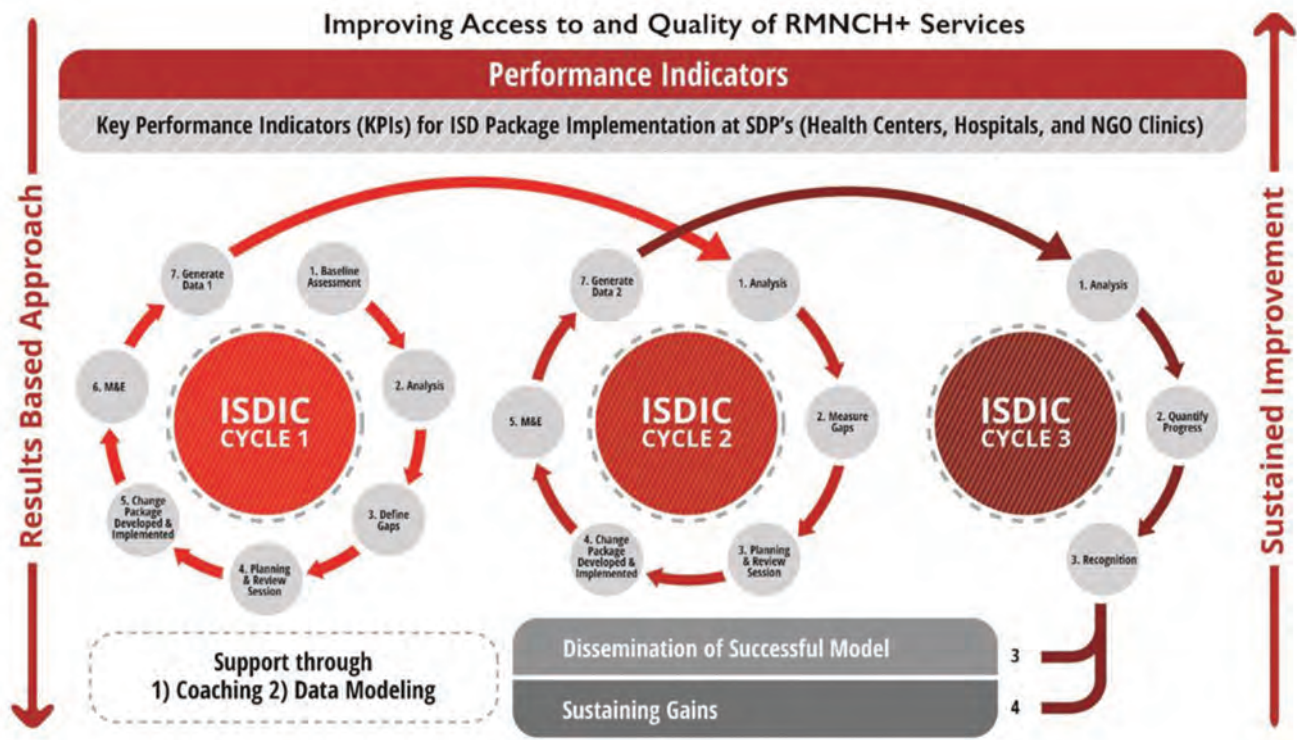 Improving Access to and Quality of RMNCH+ Services
Performance Indicators
Key Performance Indicators (KPIs) for ISD Package Implementation at SDP's (Health Centers, Hospitals, and NGO Clinics)
Results Based Approach
Sustained Improvement
ISDIC
CYCLE 1
1. Baseline
Assessment
2. Analysis
3. Define
Gaps
4. Planning
& Review
Session
5. Change
Package
Developed &
Implemented
6. M&E
7. Generate
Data 1
ISDIC
CYCLE 2
1. Analysis
2. Measure
Gaps
3. Planning
& Review
Session
4. Change
Package
Developed &
Implemented
5. M&E
7. Generate
Data 2
ISDIC
CYCLE 3
1. Analysis
2. Quantify
Progress
3. Recognition
Support through
1) Coaching 2) Data Modeling
Dissemination of Successful Model
3
Sustaining Gains
4